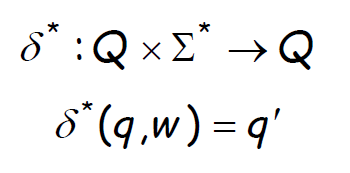 δ* : Q × Σ* → Q
δ*(q,w) = q′